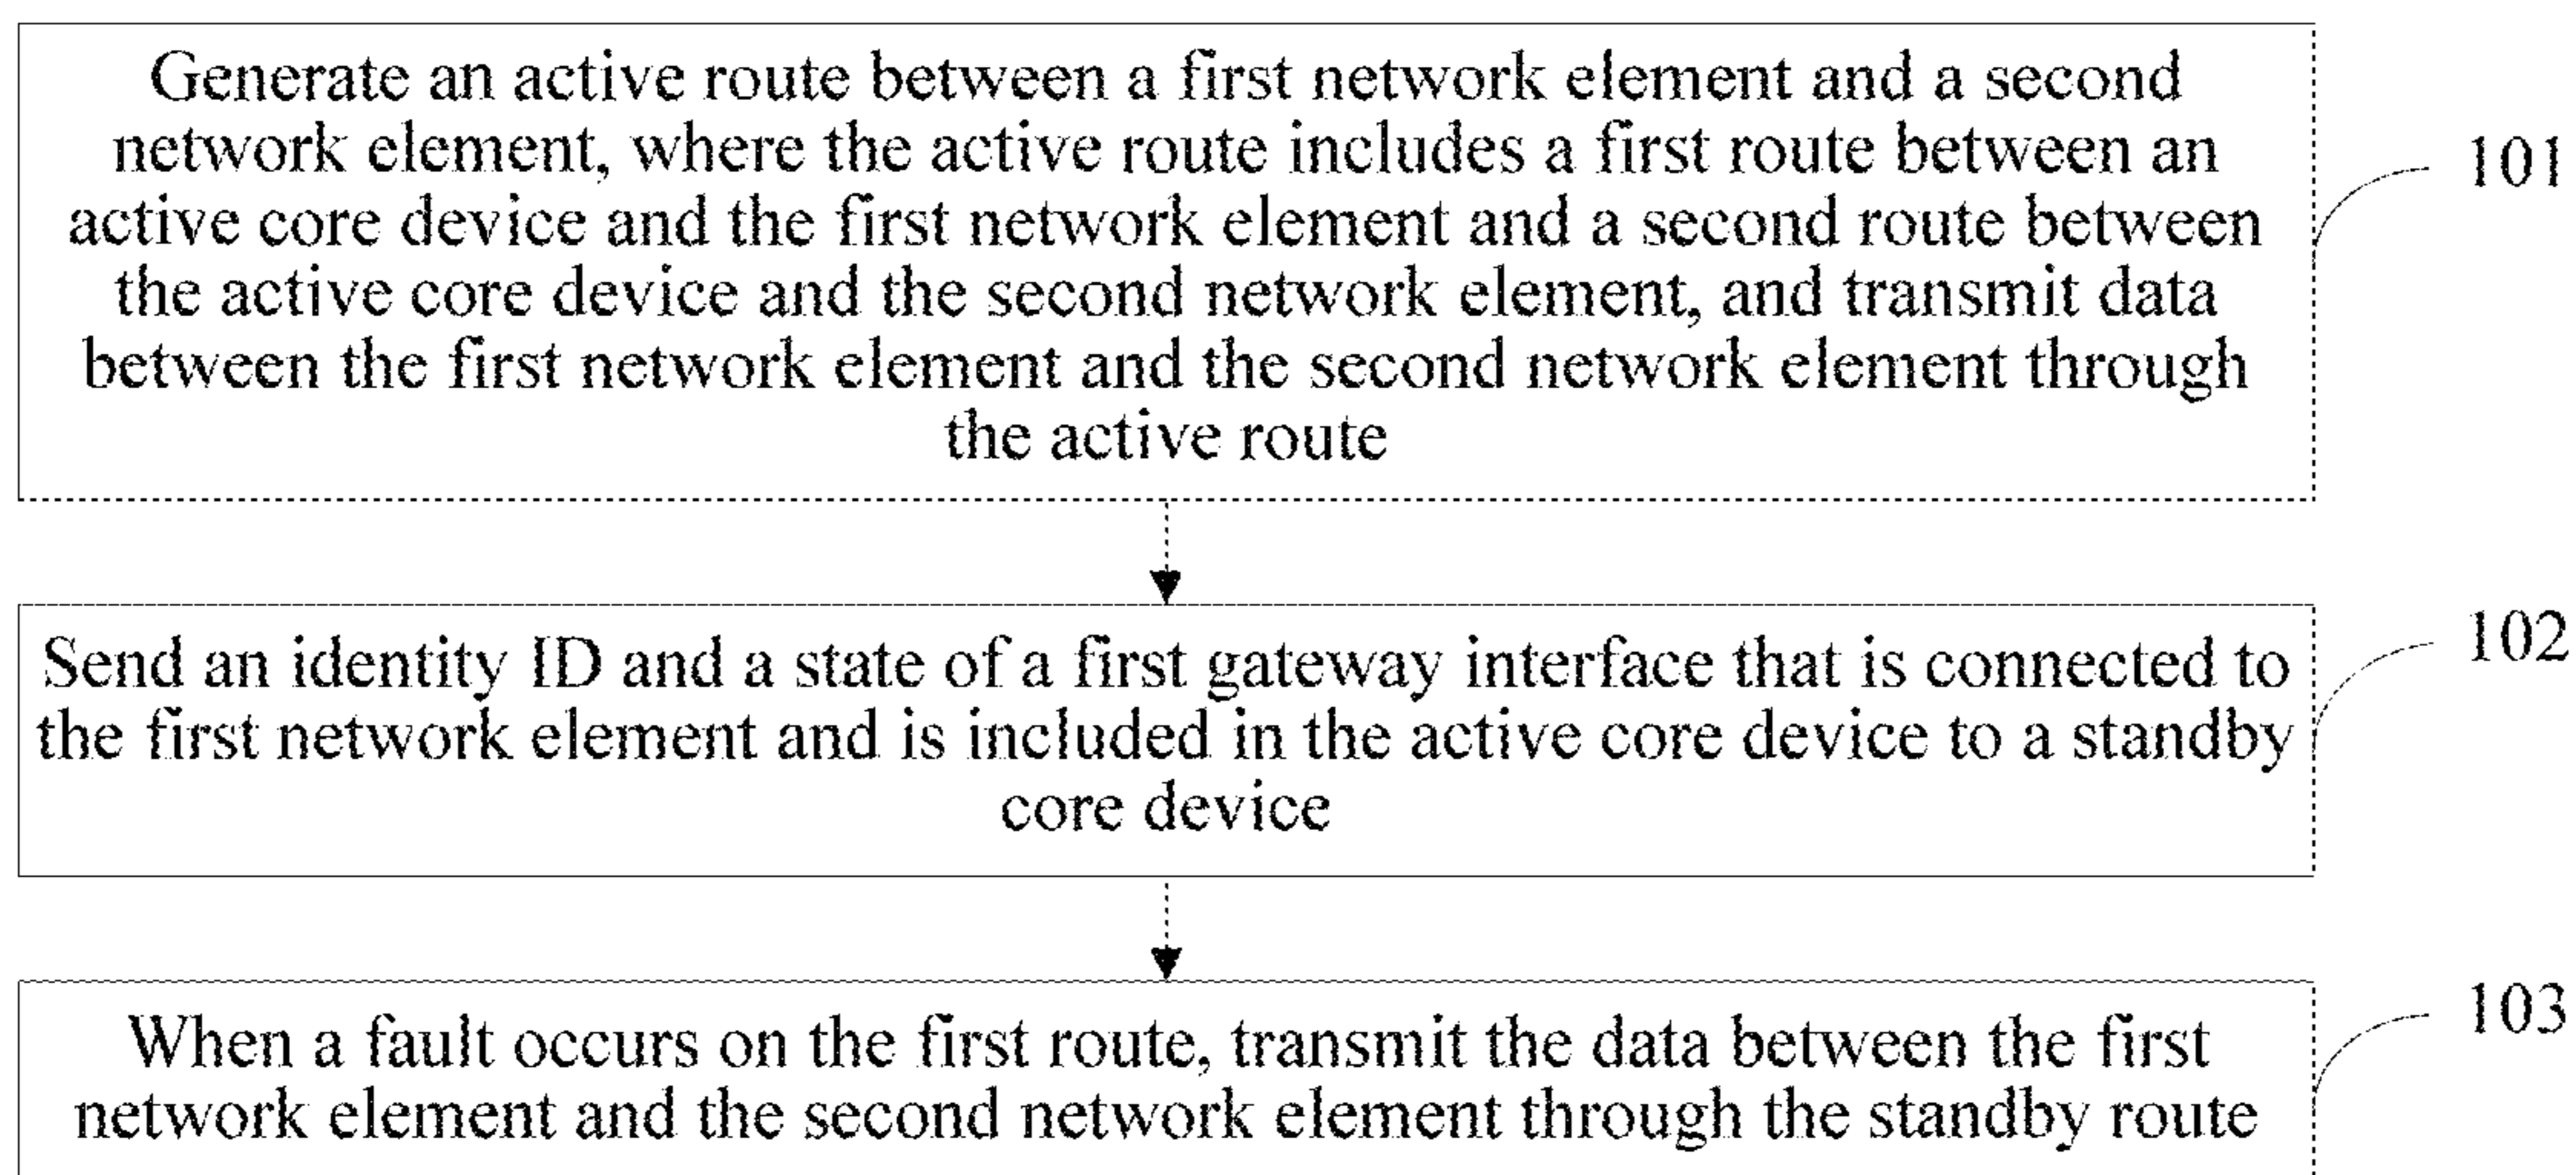 Generate an active route between a first network element and a second
network element, where the active route includes a first route between an
active core device and the first network element and a second route between
the active core device and the second network element, and transmit data
between the first network element and the second network element through
the active route
101
Send an identity ID and a state of a first gateway interface that is connected to
the first network element and is included in the active core device to a standby
core device
102
When a fault occurs on the first route, transmit the data between the first
network element and the second network element through the standby route
103